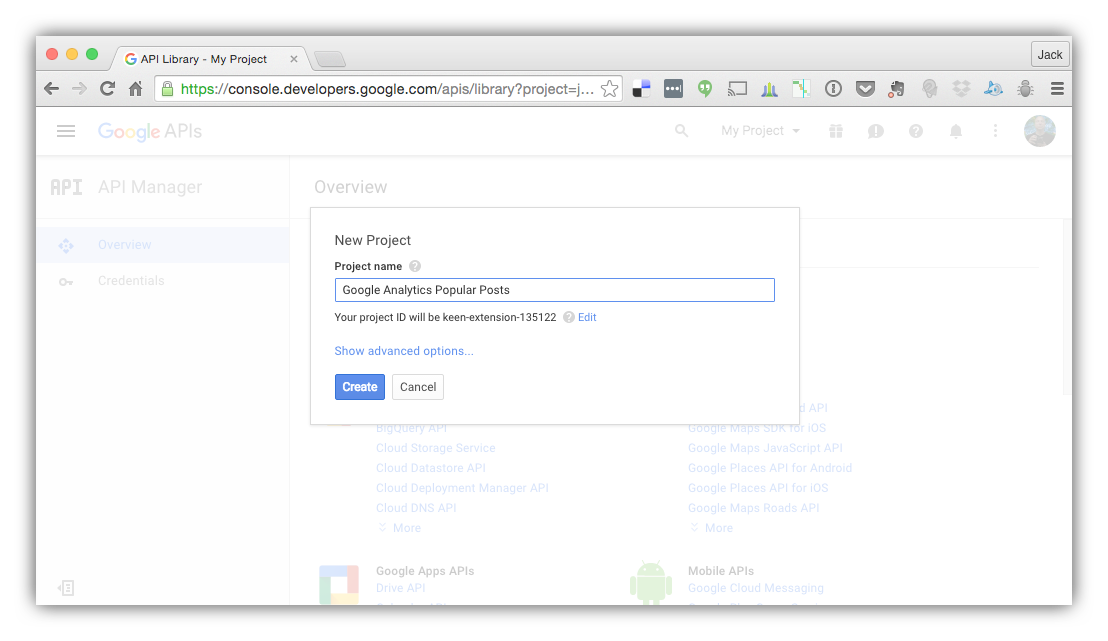 API Library - My Project
Jack
https://console.developers.google.com/apis/library?project=j...
Google APIs
My Project
API API Manager
Overview
Overview
Credentials
New Project
Project name
Google Analytics Popular Posts
Your project ID will be keen-extension-135122 Edit
Show advanced options...
Create Cancel
API
BigQuery API
Google Maps SDK for iOS
Cloud Storage Service
Google Maps JavaScript API
Cloud Datastore API
Google Places API for Android
Cloud Deployment Manager API
Google Places API for iOS
Cloud DNS API
Google Maps Roads API
More
More
Google Apps APIs
Mobile APIs
Drive API
Google Cloud Messaging